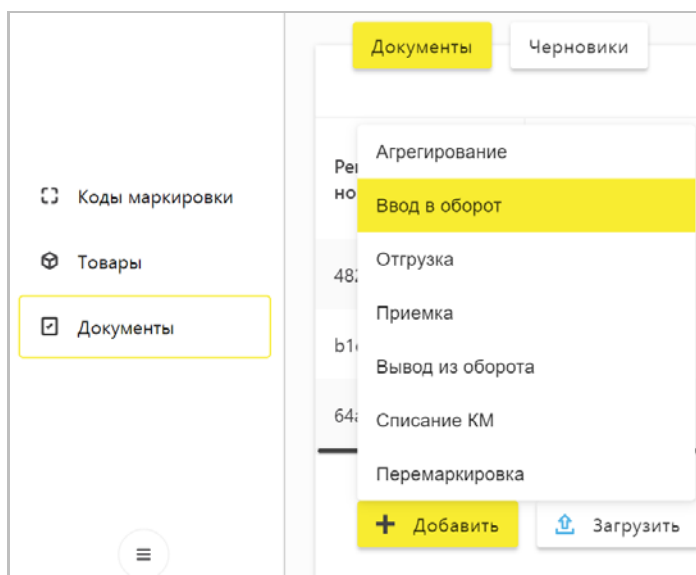 Документы
Черновики
Коды маркировки
Товары
Документы
Агрегирование
Ввод в оборот
Отгрузка
Приемка
Вывод из оборота
Списание КМ
Перемаркировка
Добавить
Загрузить